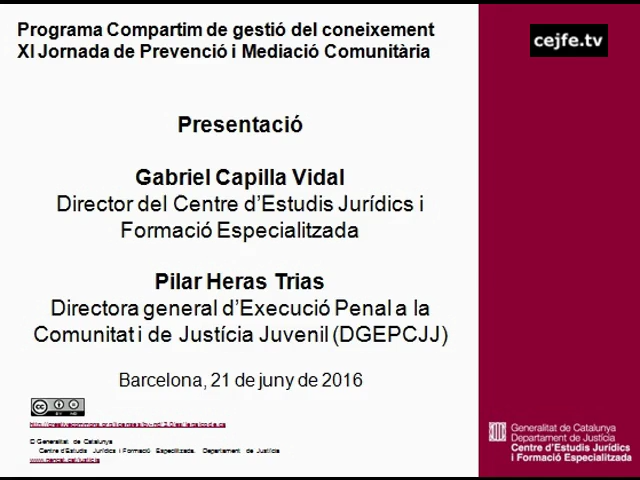 Programa Compartim de gestió del coneixement
XI Jornada de Prevenció i Mediació Comunitària
cejfe.tv
Presentació
Gabriel Capilla Vidal
Director del Centre d'Estudis Jurídics i
Formació Especialitzada
Pilar Heras Trias
Directora general d'Execució Penal a la
Comunitat i de Justícia Juvenil (DGEPCJJ)
Barcelona, 21 de juny de 2016
© Generalitat de Catalunya
Centre d'Estudis Jurídics i Formació Especialitzada. Departament de Justícia
Generalitat de Catalunya
Departament de Justícia
Centre d'Estudis Jurídics
i Formació Especialitzada